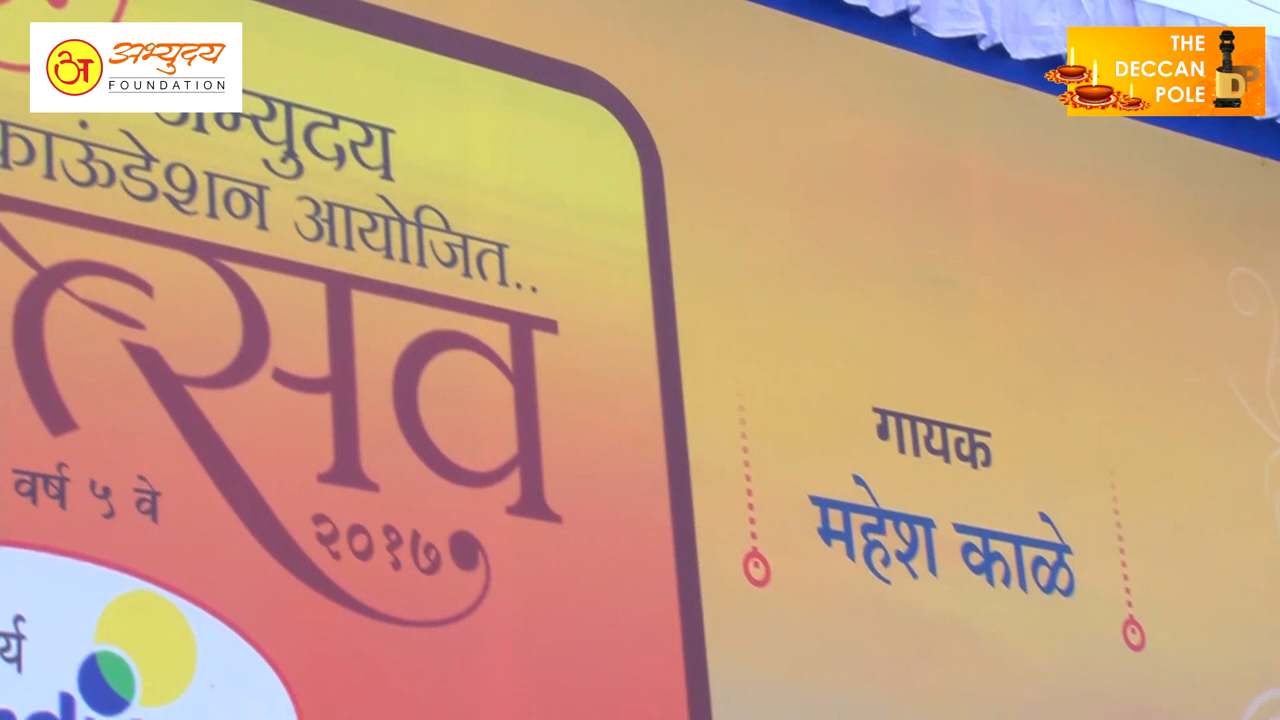 अभ्युदय
FOUNDATION
THE
DECCAN
POLE
अभ्युदय
फाऊंडेशन आयोजित..
वर्ष ५ वे
२०१७
गायक
महेश काळे